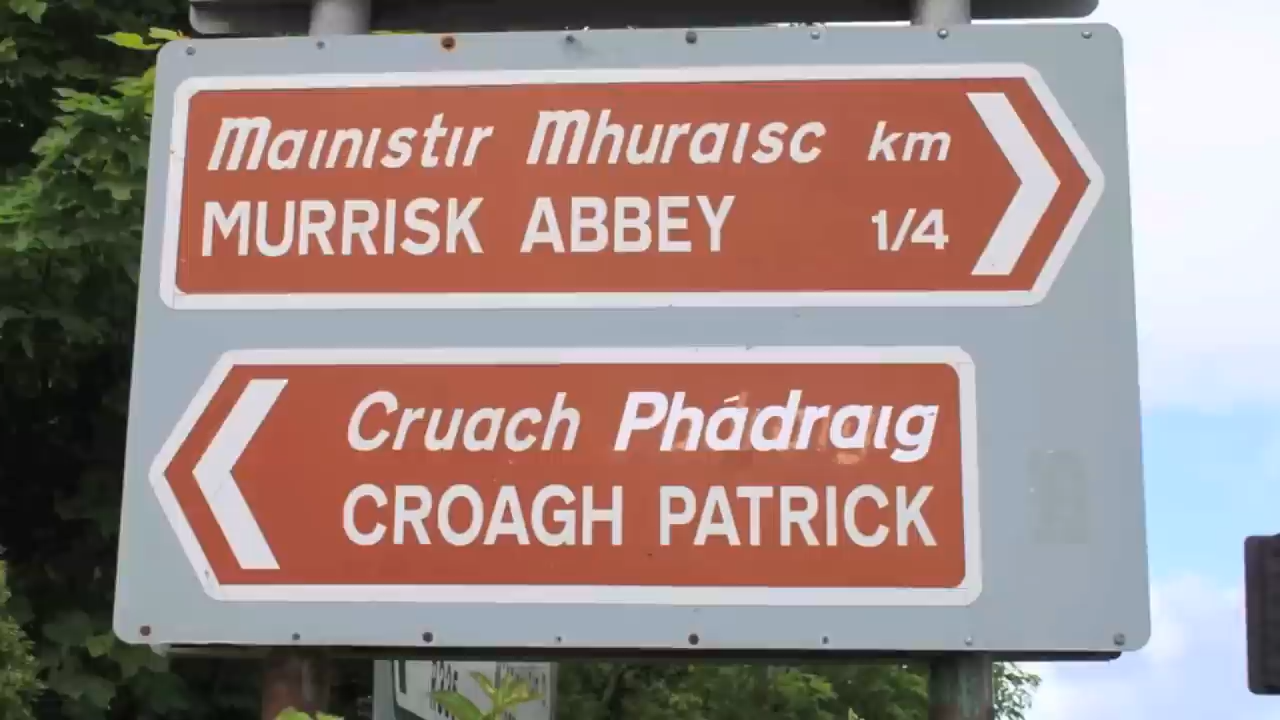 Mainistir Mhuraisc km
MURRISK ABBEY 1/4
Cruach Phádraig
CROAGH PATRICK